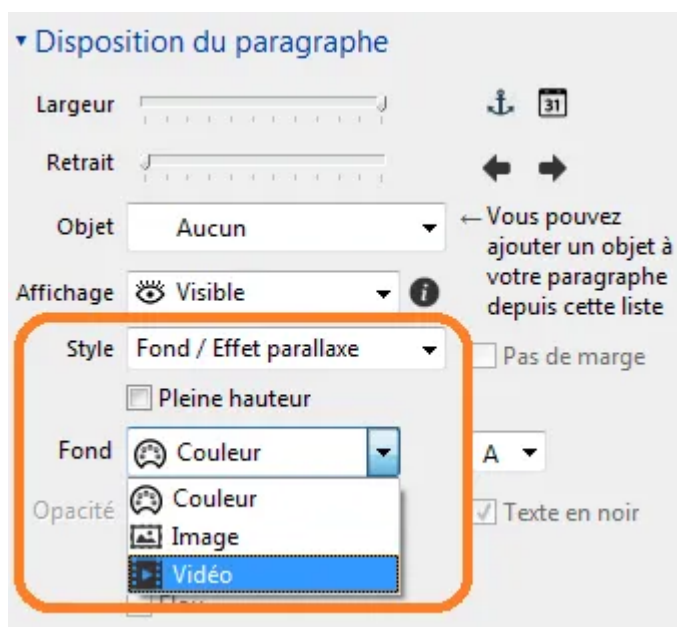 Disposition du paragraphe
Largeur
31
Retrait
Objet Aucun
← Vous pouvez
ajouter un objet à
votre paragraphe
depuis cette liste
Affichage Visible
Style Fond / Effet parallaxe
Pas de marge
Pleine hauteur
Fond Couleur
A
Couleur
Opacité
Texte en noir
Image
Vidéo